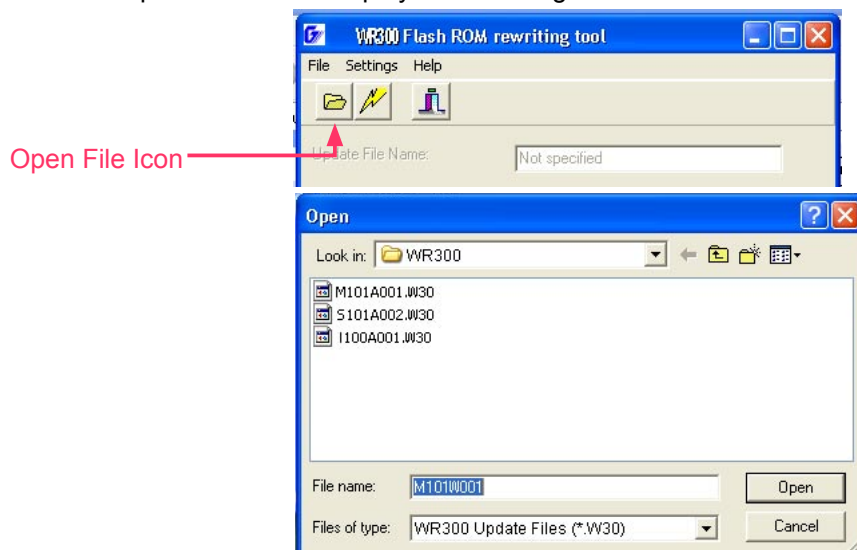 WR300 Flash ROM rewriting tool
File Settings Help
Open File Icon
Update File Name: Not specified
Open
Look in: WR300
M101A001.W30
S101A002.W30
I100A001.W30
File name: M101W001 Open
Files of type: WR300 Update Files (*.W30) Cancel